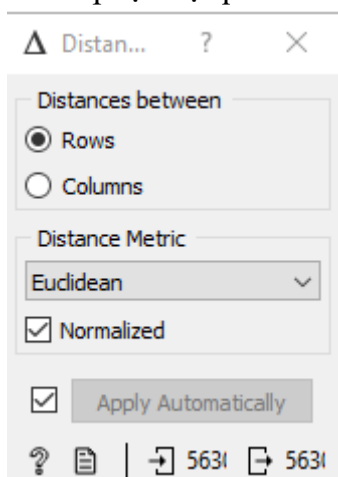 Δ Distan... ? ×
Distances between
Rows
Columns
Distance Metric
Euclidean
Normalized
Apply Automatically
? 563 563